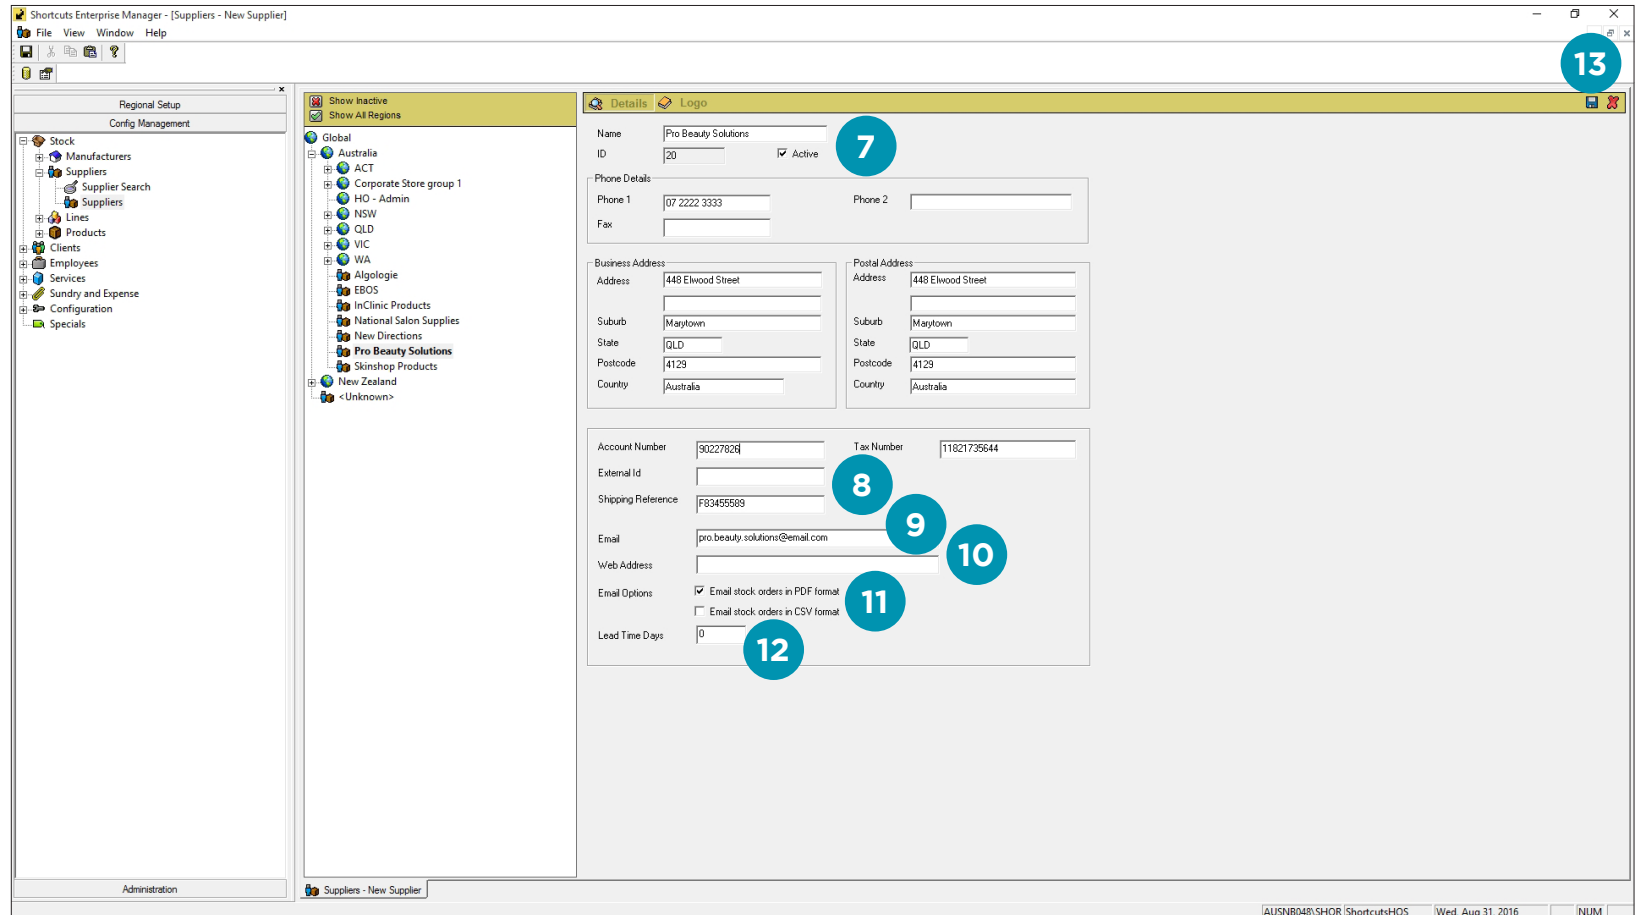 Shortcuts Enterprise Manager - [Suppliers - New Supplier]
File View Window Help
13
Regional Setup
Config Management
Stock
Manufacturers
Suppliers
Supplier Search
Suppliers
Lines
Products
Clients
Employees
Services
Sundry and Expense
Configuration
Specials
Administration
Show Inactive
Show All Regions
Global
Australia
ACT
Corporate Store group 1
HO - Admin
NSW
QLD
VIC
WA
Algologie
EBOS
InClinic Products
National Salon Supplies
New Directions
Pro Beauty Solutions
Skinshop Products
New Zealand
<Unknown>
Details Logo
Name Pro Beauty Solutions
7
ID 20 Active
Phone Details
Phone 1 07 2222 3333 Phone 2
Fax
Business Address
Address 448 Elwood Street
Suburb Marytown
State QLD
Postcode 4129
Country Australia
Postal Address
Address 448 Elwood Street
Suburb Marytown
State QLD
Postcode 4129
Country Australia
Account Number 90227826 Tax Number 11821735644
External Id
8
Shipping Reference F83455589
9
Email pro.beauty.solutions@email.com
10
Web Address
Email Options Email stock orders in PDF format
11
Email stock orders in CSV format
Lead Time Days 0
12
Suppliers - New Supplier
AUSNB048\SHOR ShortcutsHOS Wed, Aug 31, 2016 NUM